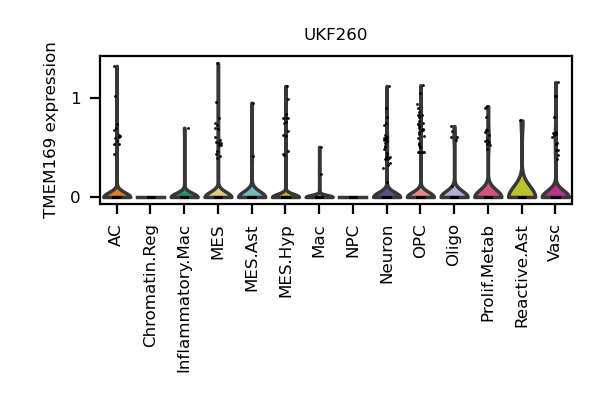 UKF260
TMEM169 expression
1
0
AC
Chromatin.Reg
Inflammatory.Mac
MES
MES.Ast
MES.Hyp
Mac
NPC
Neuron
OPC
Oligo
Prolif.Metab
Reactive.Ast
Vasc